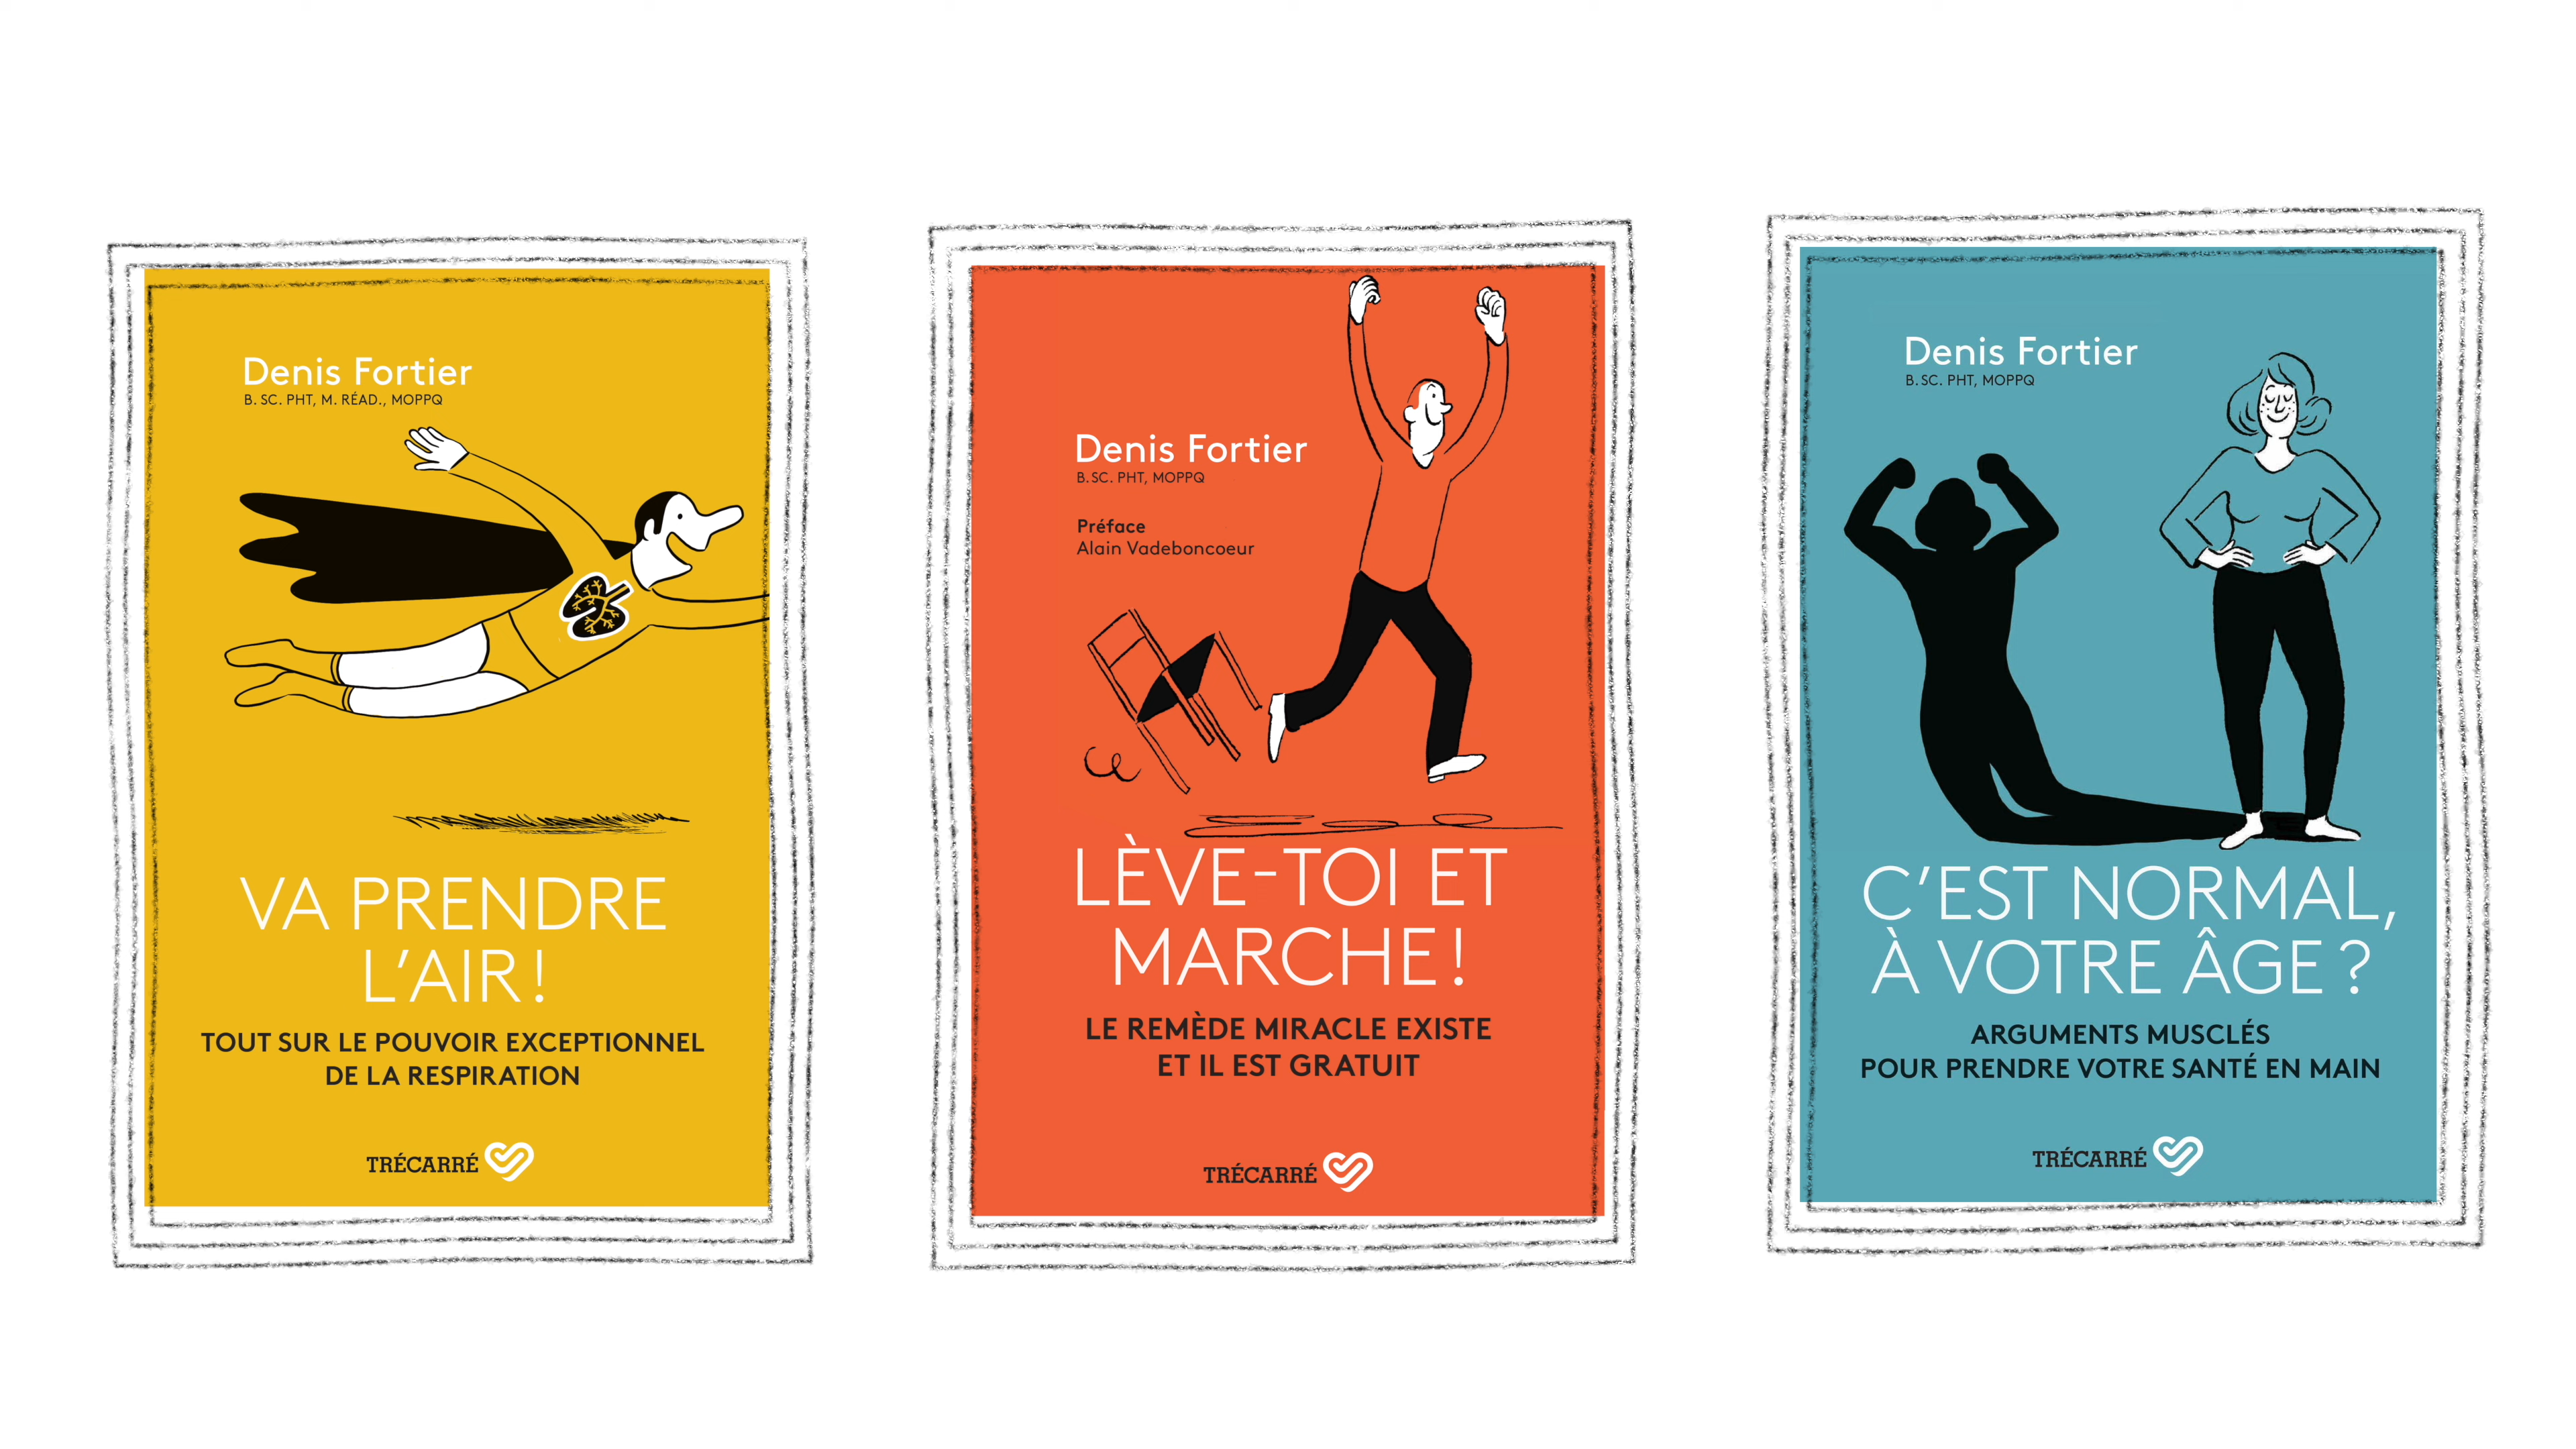 Denis Fortier
B. SC. PHT, M. RÉAD., MOPPQ
VA PRENDRE
L'AIR !
TOUT SUR LE POUVOIR EXCEPTIONNEL
DE LA RESPIRATION
TRÉCARRÉ
Denis Fortier
B. SC. PHT, MOPPQ
Préface
Alain Vadeboncoeur
LÈVE-TOI ET
MARCHE !
LE REMÈDE MIRACLE EXISTE
ET IL EST GRATUIT
TRÉCARRÉ
Denis Fortier
B. SC. PHT, MOPPQ
C'EST NORMAL,
À VOTRE ÂGE ?
ARGUMENTS MUSCLÉS
POUR PRENDRE VOTRE SANTÉ EN MAIN
TRÉCARRÉ